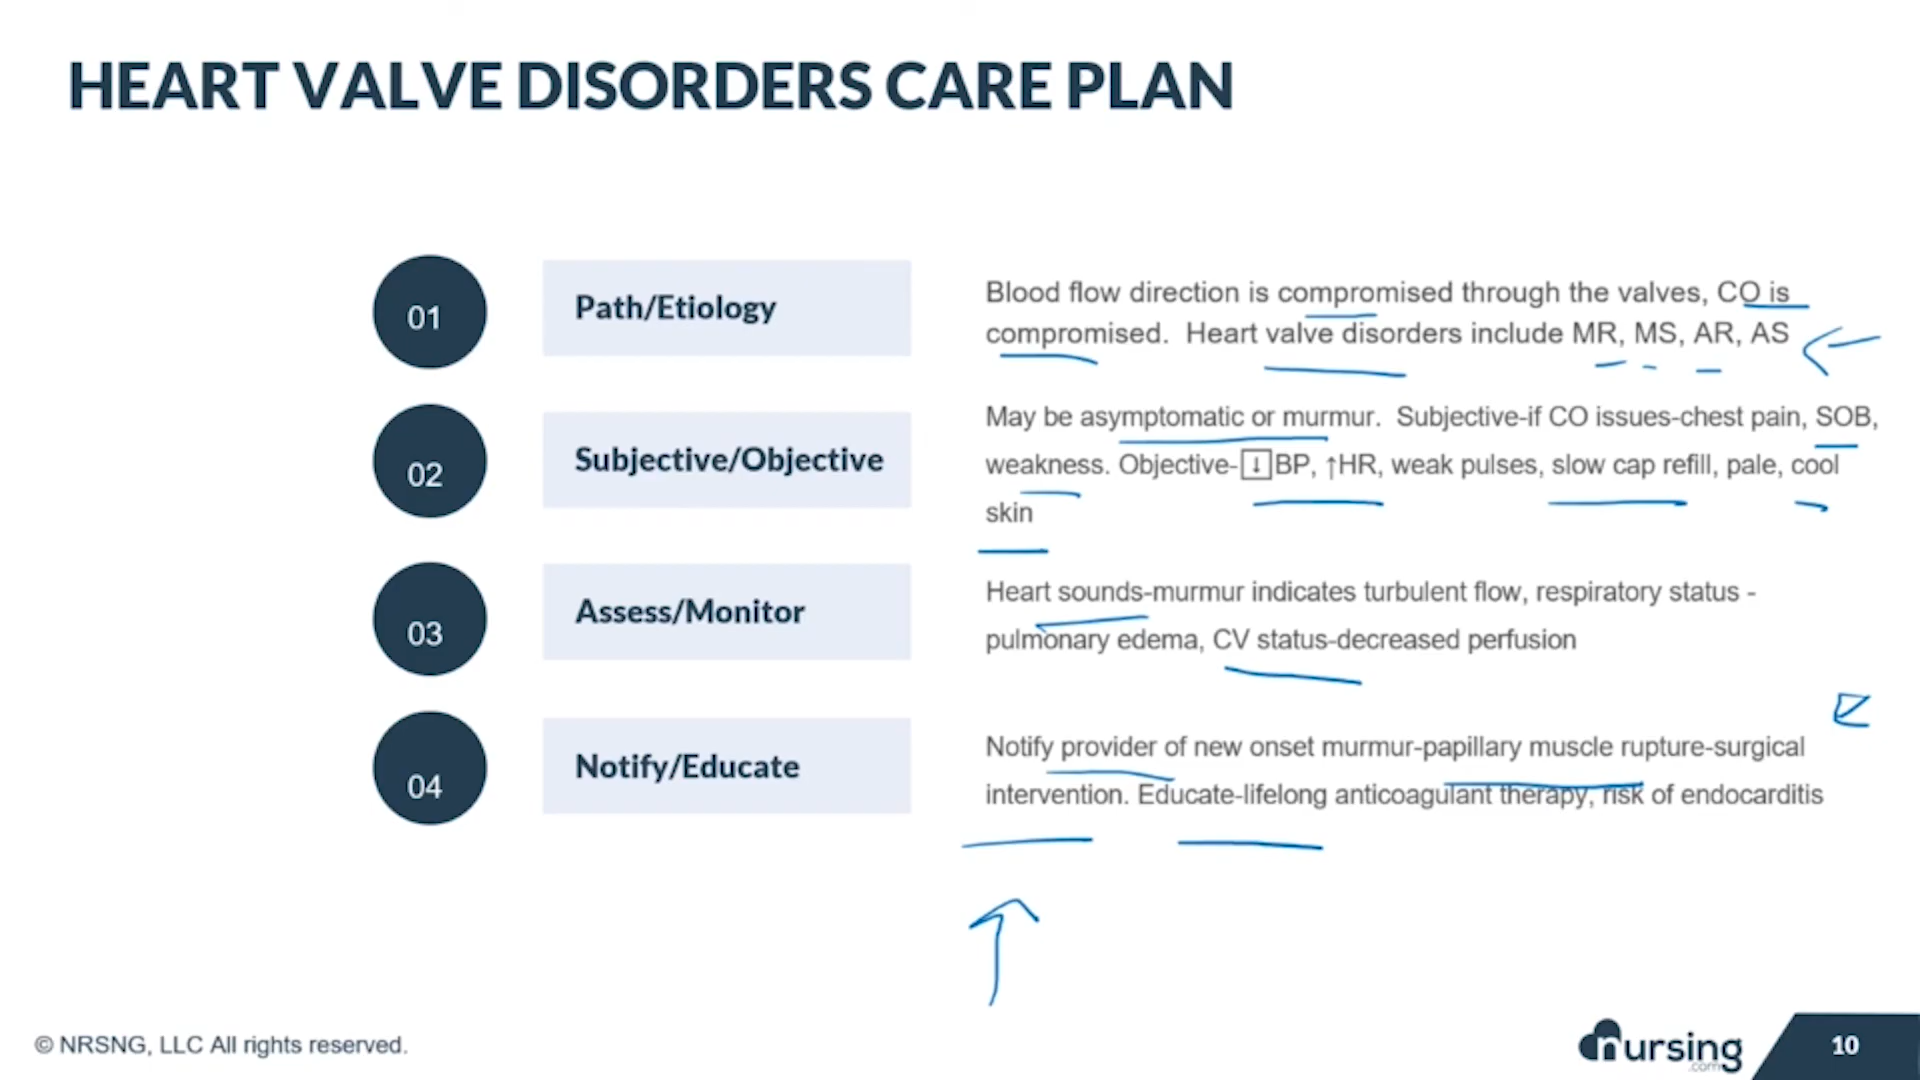 HEART VALVE DISORDERS CARE PLAN
01
Path/Etiology
Blood flow direction is compromised through the valves, CO is
compromised. Heart valve disorders include MR, MS, AR, AS
02
Subjective/Objective
May be asymptomatic or murmur. Subjective-if CO issues-chest pain, SOB,
weakness. Objective-↓BP, ↑HR, weak pulses, slow cap refill, pale, cool
skin
03
Assess/Monitor
Heart sounds-murmur indicates turbulent flow, respiratory status -
pulmonary edema, CV status-decreased perfusion
04
Notify/Educate
Notify provider of new onset murmur-papillary muscle rupture-surgical
intervention. Educate-lifelong anticoagulant therapy, risk of endocarditis
© NRSNG, LLC All rights reserved.
nursing
.com
10